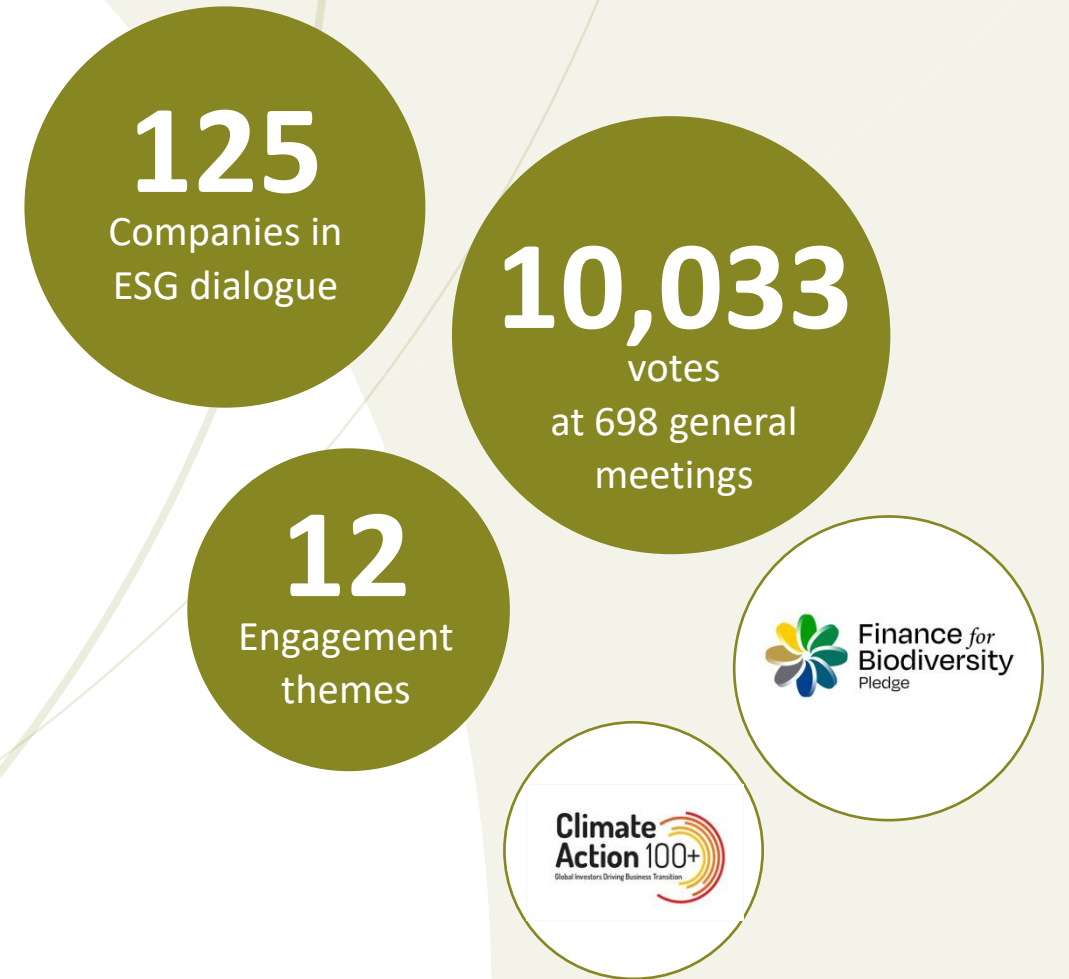 125
Companies in
ESG dialogue
10,033
votes
at 698 general
meetings
12
Engagement
themes
Finance for
Biodiversity
Pledge
Climate
Action 100+
Global Investors Driving Business Transition